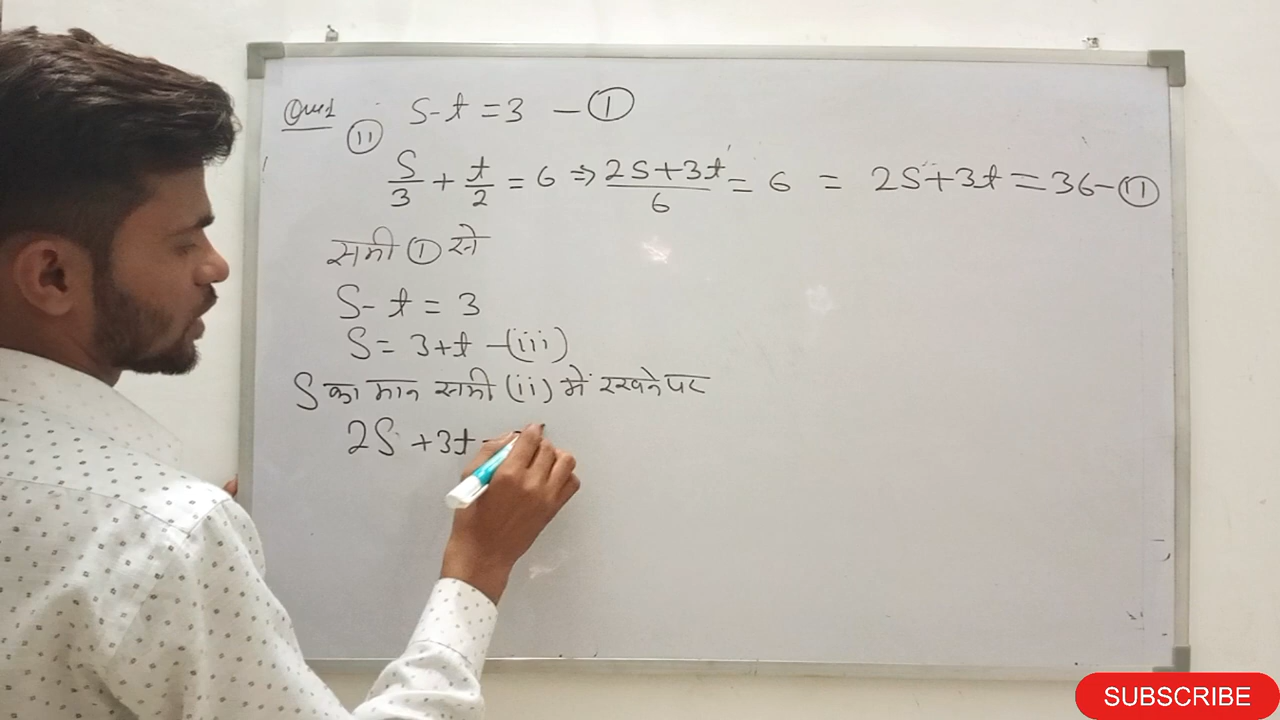 Ques
(ii) S-t=3 — ①
S/3 + t/2 = 6 ⇒ 2S+3t/6 = 6 = 2S+3t=36-⑪
समी ① से
S- t = 3
S= 3+t -(iii)
S का मान समी (ii) में रखने पर
2S +3t
SUBSCRIBE